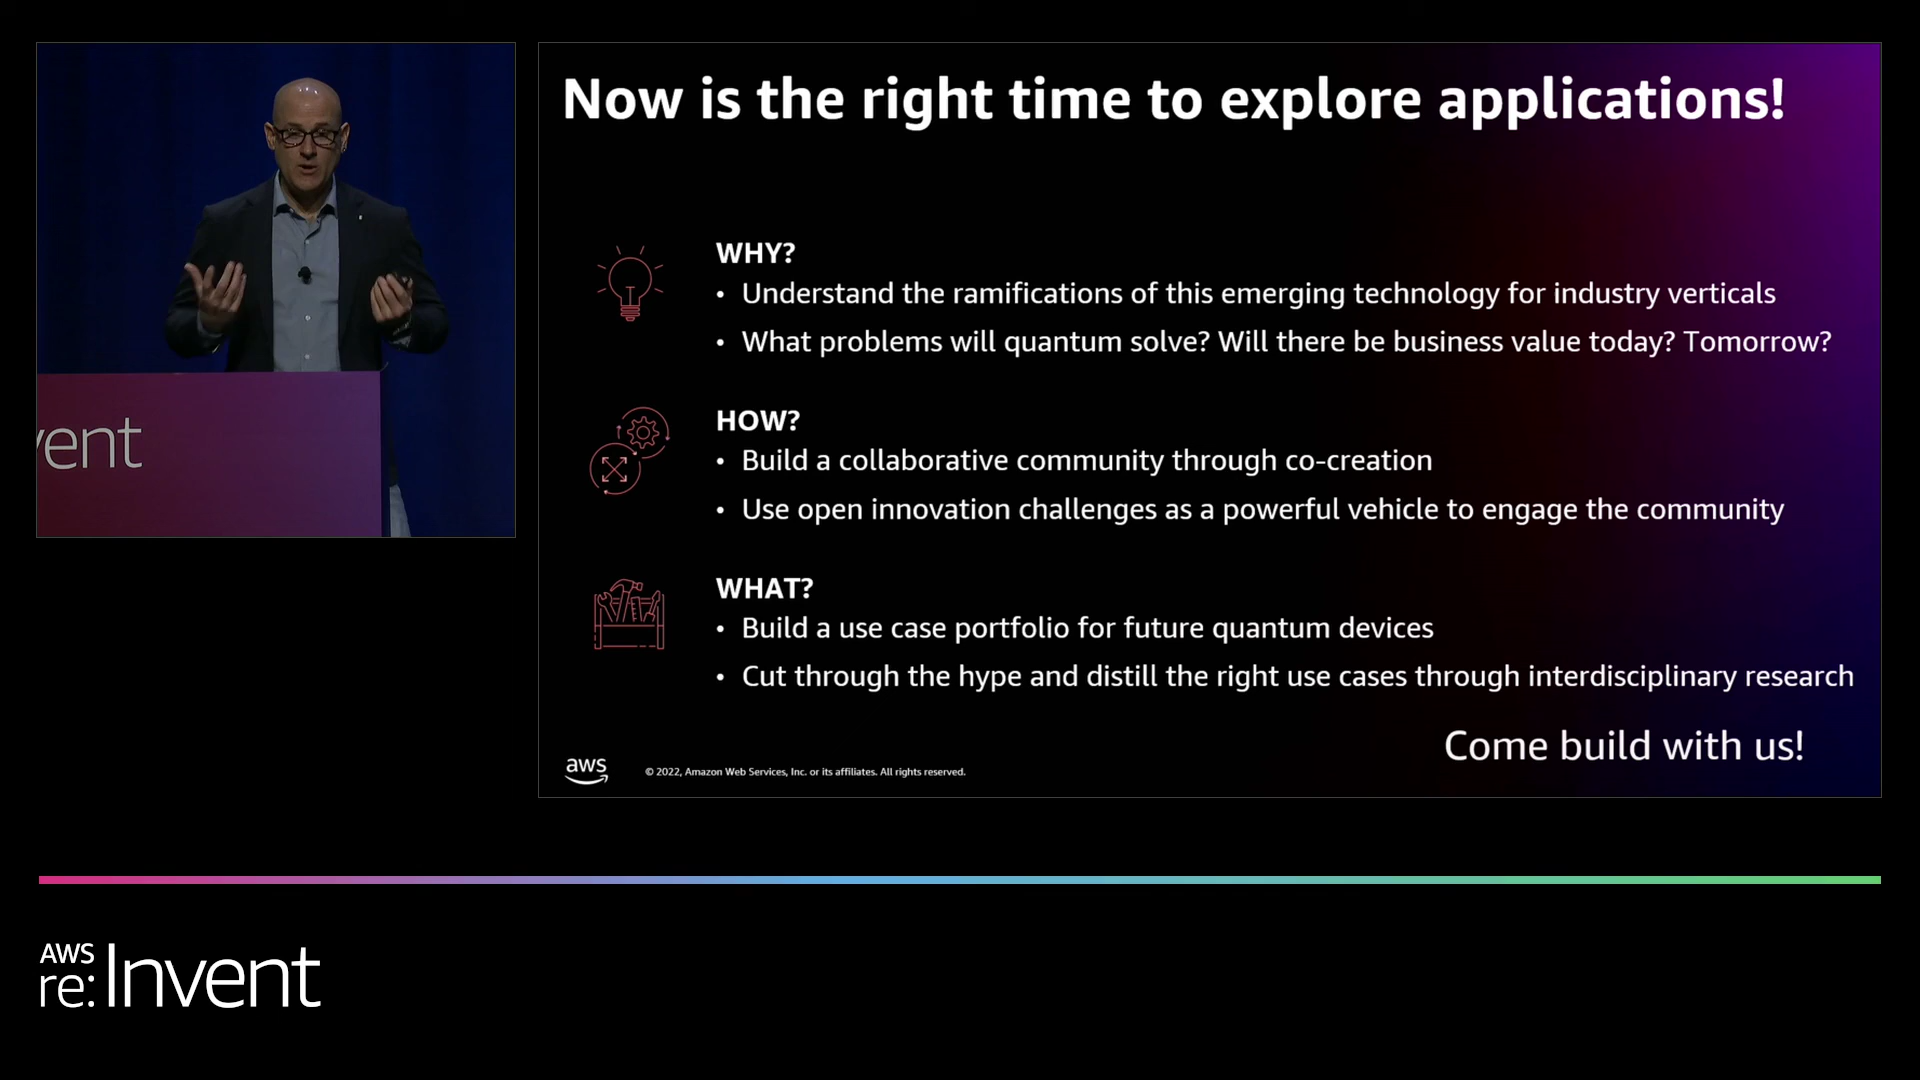 Now is the right time to explore applications!
WHY?
• Understand the ramifications of this emerging technology for industry verticals
• What problems will quantum solve? Will there be business value today? Tomorrow?
HOW?
• Build a collaborative community through co-creation
• Use open innovation challenges as a powerful vehicle to engage the community
WHAT?
• Build a use case portfolio for future quantum devices
• Cut through the hype and distill the right use cases through interdisciplinary research
Come build with us!
aws
© 2022, Amazon Web Services, Inc. or its affiliates. All rights reserved.
vent
AWS
re:Invent